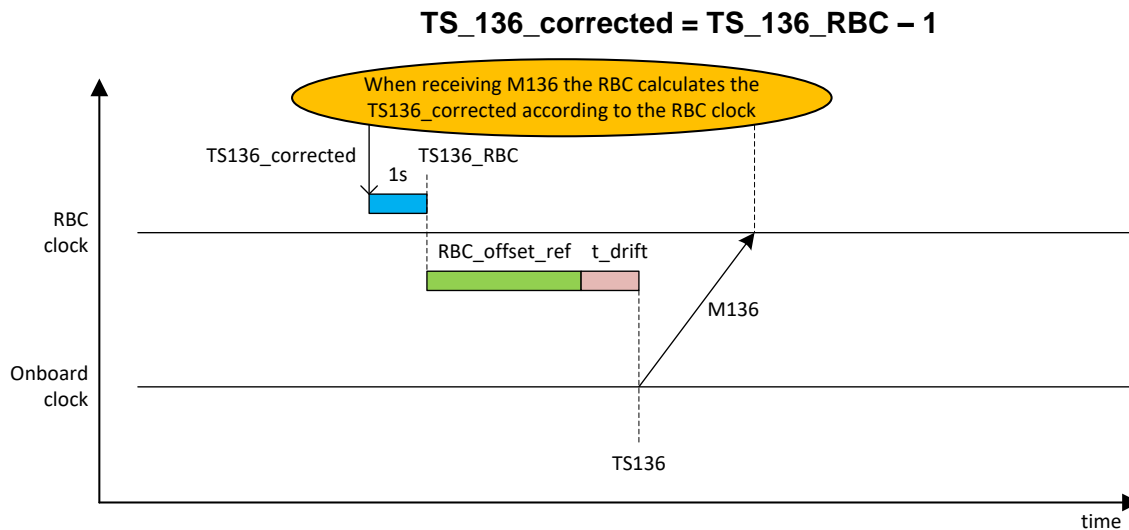 TS_136_corrected = TS_136_RBC – 1
When receiving M136 the RBC calculates the
TS136_corrected according to the RBC clock
TS136_corrected
TS136_RBC
1s
RBC
clock
RBC_offset_ref
t_drift
M136
Onboard
clock
TS136
time